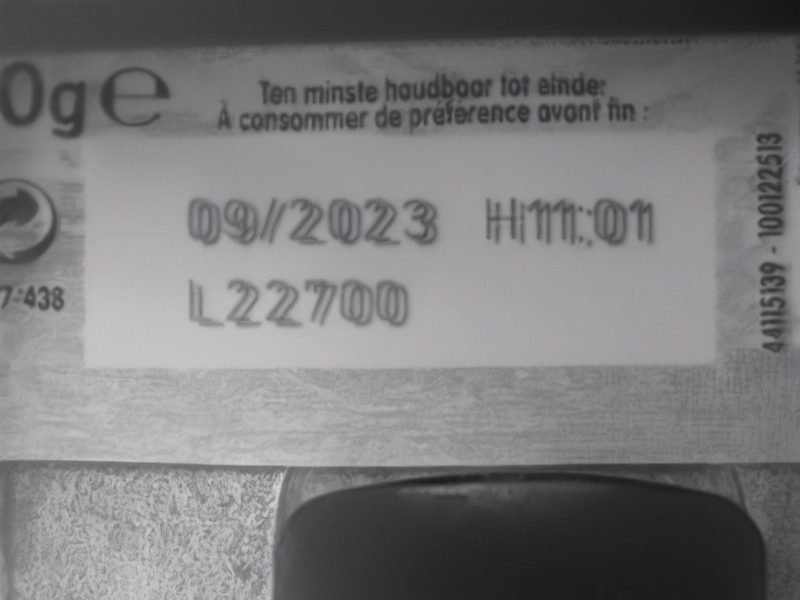 0g ℮
Ten minste houdbaar tot einde:
À consommer de préférence avant fin :
09/2023 H11:01
L22700
7-438
44115139 - 100122513